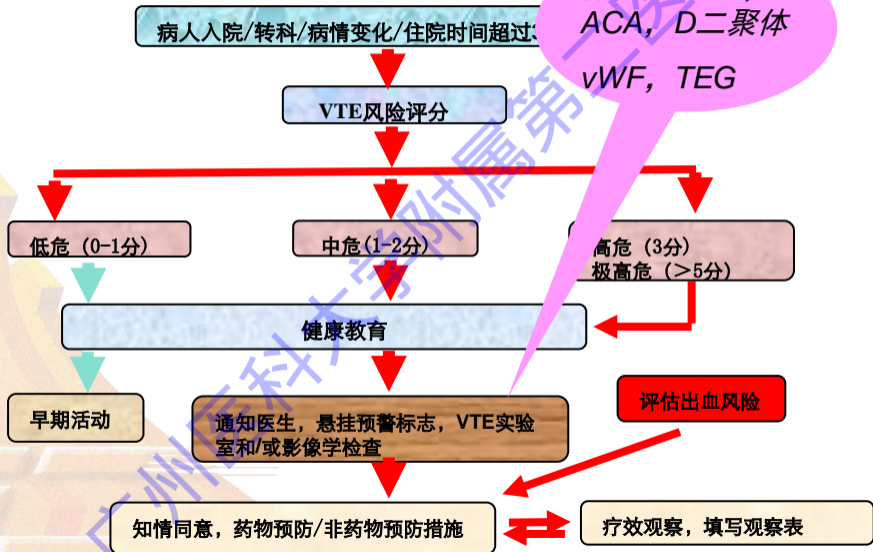 病人入院/转科/病情变化/住院时间超过3
ACA，D二聚体
vWF，TEG
VTE风险评分
低危（0-1分）
中危(1-2分）
高危（3分）
极高危（＞5分）
健康教育
早期活动
通知医生，悬挂预警标志，VTE实验
室和/或影像学检查
评估出血风险
知情同意，药物预防/非药物预防措施
疗效观察，填写观察表
广州医科大学附属第二医